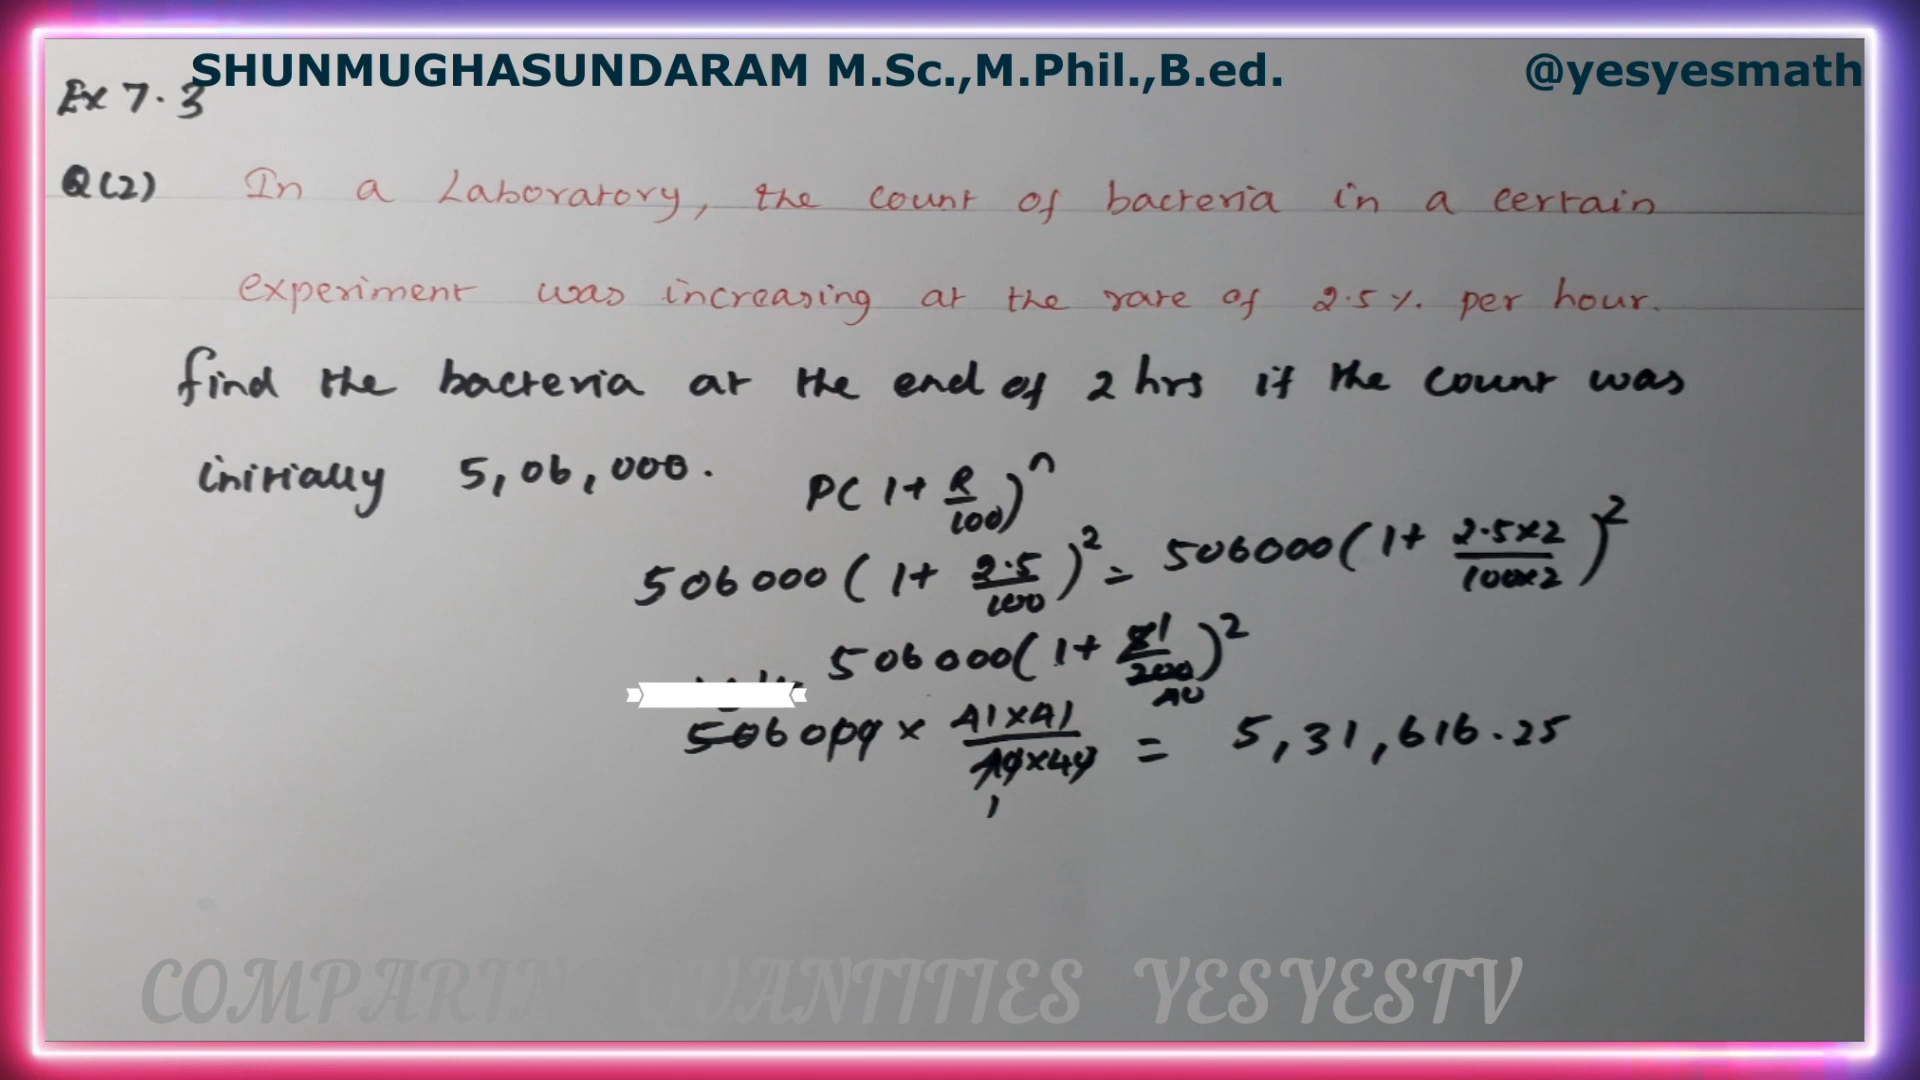 SHUNMUGHASUNDARAM M.Sc.,M.Phil.,B.ed. @yesyesmath
Ex 7.3
Q(2) In a Laboratory, the count of bacteria in a certain
experiment was increasing at the rate of 2.5%. per hour.
find the bacteria at the end of 2 hrs if the count was
initially 5,06,000.
P(1+R/100)^n
506000(1+2.5/100)^2 = 506000(1+2.5×2/100×2)^2
506000(1+51/200)^2
40
506000 × 41×41/40×40 = 5,31,616.25
1
COMPARING QUANTITIES YESYESTV